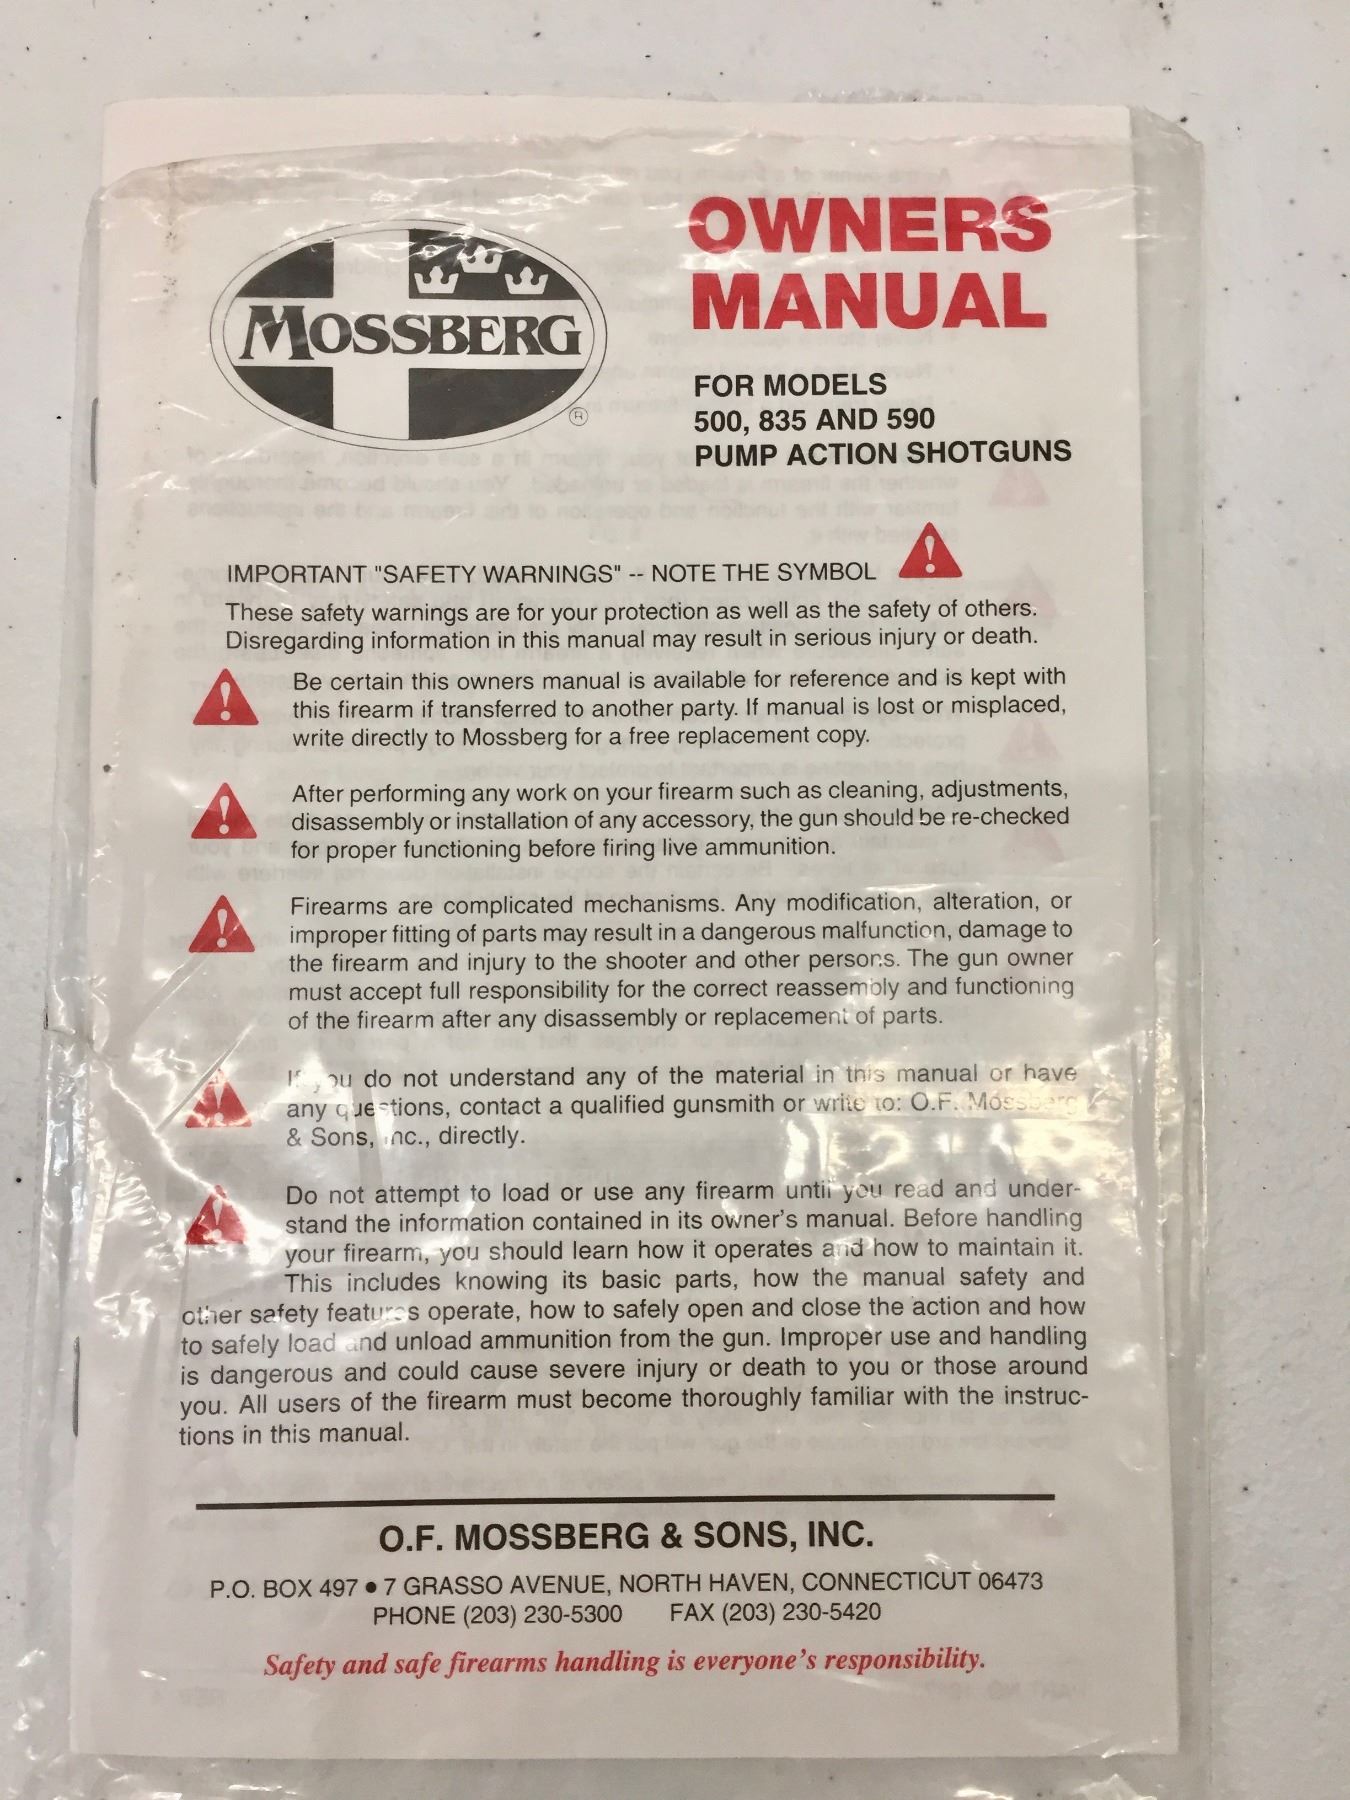 MOSSBERG
®
OWNERS
MANUAL
FOR MODELS
500, 835 AND 590
PUMP ACTION SHOTGUNS
IMPORTANT "SAFETY WARNINGS" -- NOTE THE SYMBOL
These safety warnings are for your protection as well as the safety of others.
Disregarding information in this manual may result in serious injury or death.
Be certain this owners manual is available for reference and is kept with
this firearm if transferred to another party. If manual is lost or misplaced,
write directly to Mossberg for a free replacement copy.
After performing any work on your firearm such as cleaning, adjustments,
disassembly or installation of any accessory, the gun should be re-checked
for proper functioning before firing live ammunition.
Firearms are complicated mechanisms. Any modification, alteration, or
improper fitting of parts may result in a dangerous malfunction, damage to
the firearm and injury to the shooter and other persons. The gun owner
must accept full responsibility for the correct reassembly and functioning
of the firearm after any disassembly or replacement of parts.
If you do not understand any of the material in this manual or have
any questions, contact a qualified gunsmith or write to: O.F. Mossberg
& Sons, Inc., directly.
Do not attempt to load or use any firearm until you read and under-
stand the information contained in its owner's manual. Before handling
your firearm, you should learn how it operates and how to maintain it.
This includes knowing its basic parts, how the manual safety and
other safety features operate, how to safely open and close the action and how
to safely load and unload ammunition from the gun. Improper use and handling
is dangerous and could cause severe injury or death to you or those around
you. All users of the firearm must become thoroughly familiar with the instruc-
tions in this manual.
O.F. MOSSBERG & SONS, INC.
P.O. BOX 497 • 7 GRASSO AVENUE, NORTH HAVEN, CONNECTICUT 06473
PHONE (203) 230-5300 FAX (203) 230-5420
Safety and safe firearms handling is everyone's responsibility.